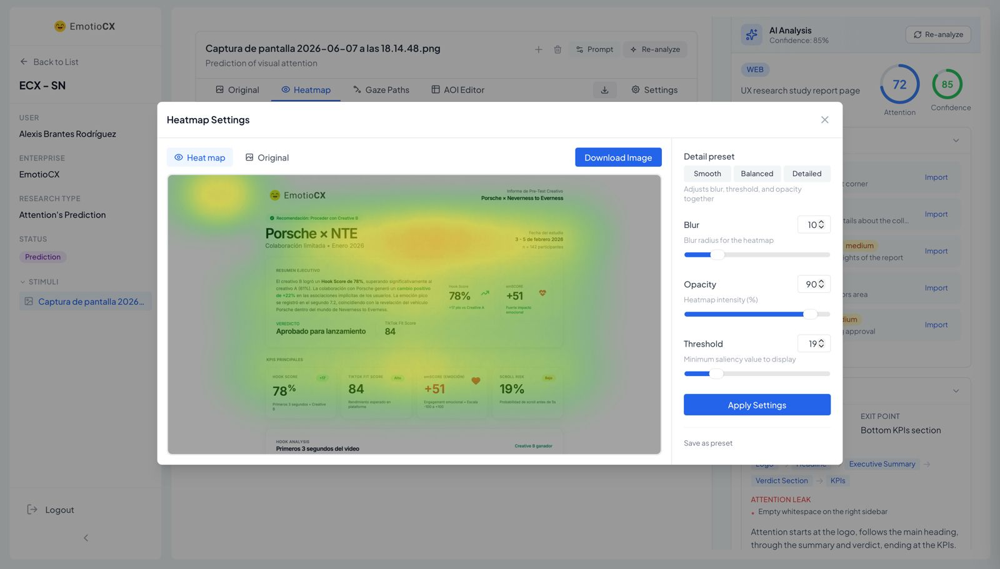 EmotioCX
Back to List
ECX - SN
USER
Alexis Brantes Rodríguez
ENTERPRISE
EmotioCX
RESEARCH TYPE
Attention's Prediction
STATUS
Prediction
STIMULI
Captura de pantalla 2026...
Logout
Captura de pantalla 2026-06-07 a las 18.14.48.png
Prediction of visual attention
Prompt
Re-analyze
Original
Heatmap
Gaze Paths
AOI Editor
Settings
Heatmap Settings
Heat map
Original
Download Image
EmotioCX
Informe de Pre-Test Creativo
Porsche × Neverness to Everness
Recomendación: Proceder con Creative B
Porsche × NTE
Colaboración limitada • Enero 2026
Fecha del estudio
3 - 5 de febrero 2026
n = 142 participantes
RESUMEN EJECUTIVO
El creativo B logró un Hook Score de 78%, superando significativamente al
creativo A (61%). La colaboración con Porsche generó un cambio positivo
de +22% en las asociaciones implícitas de los usuarios. La emoción pico
se registró en el segundo 7.2, coincidiendo con la revelación del vehículo
Porsche dentro del mundo de Neverness to Everness.
Hook Score
78%
+17 pts vs Creative A
emSCORE
+51
Fuerte impacto
emocional
VEREDICTO
Aprobado para lanzamiento
TikTok Fit Score
84
KPIS PRINCIPALES
HOOK SCORE
+17
78%
Primeros 3 segundos • Creative
B
TIKTOK FIT SCORE
Alto
84
Rendimiento esperado en
plataforma
emSCORE (EMOCIÓN)
+51
Engagement emocional • Escala
-100 a +100
SCROLL RISK
Bajo
19%
Probabilidad de scroll antes de 5s
HOOK ANALYSIS
Primeros 3 segundos del video
Creative B ganador
Detail preset
Smooth
Balanced
Detailed
Adjusts blur, threshold, and opacity
together
Blur
10
Blur radius for the heatmap
Opacity
90
Heatmap intensity (%)
Threshold
19
Minimum saliency value to display
Apply Settings
Save as preset
AI Analysis
Confidence: 85%
Re-analyze
WEB
UX research study report page
72
Attention
85
Confidence
corner
Import
tails about the coll...
Import
medium
ights of the report
Import
ors area
Import
dium
approval
Import
EXIT POINT
Bottom KPIs section
Logo
Headline
Executive Summary
Verdict Section
KPIs
ATTENTION LEAK
Empty whitespace on the right sidebar
Attention starts at the logo, follows the main heading,
through the summary and verdict, ending at the KPIs.